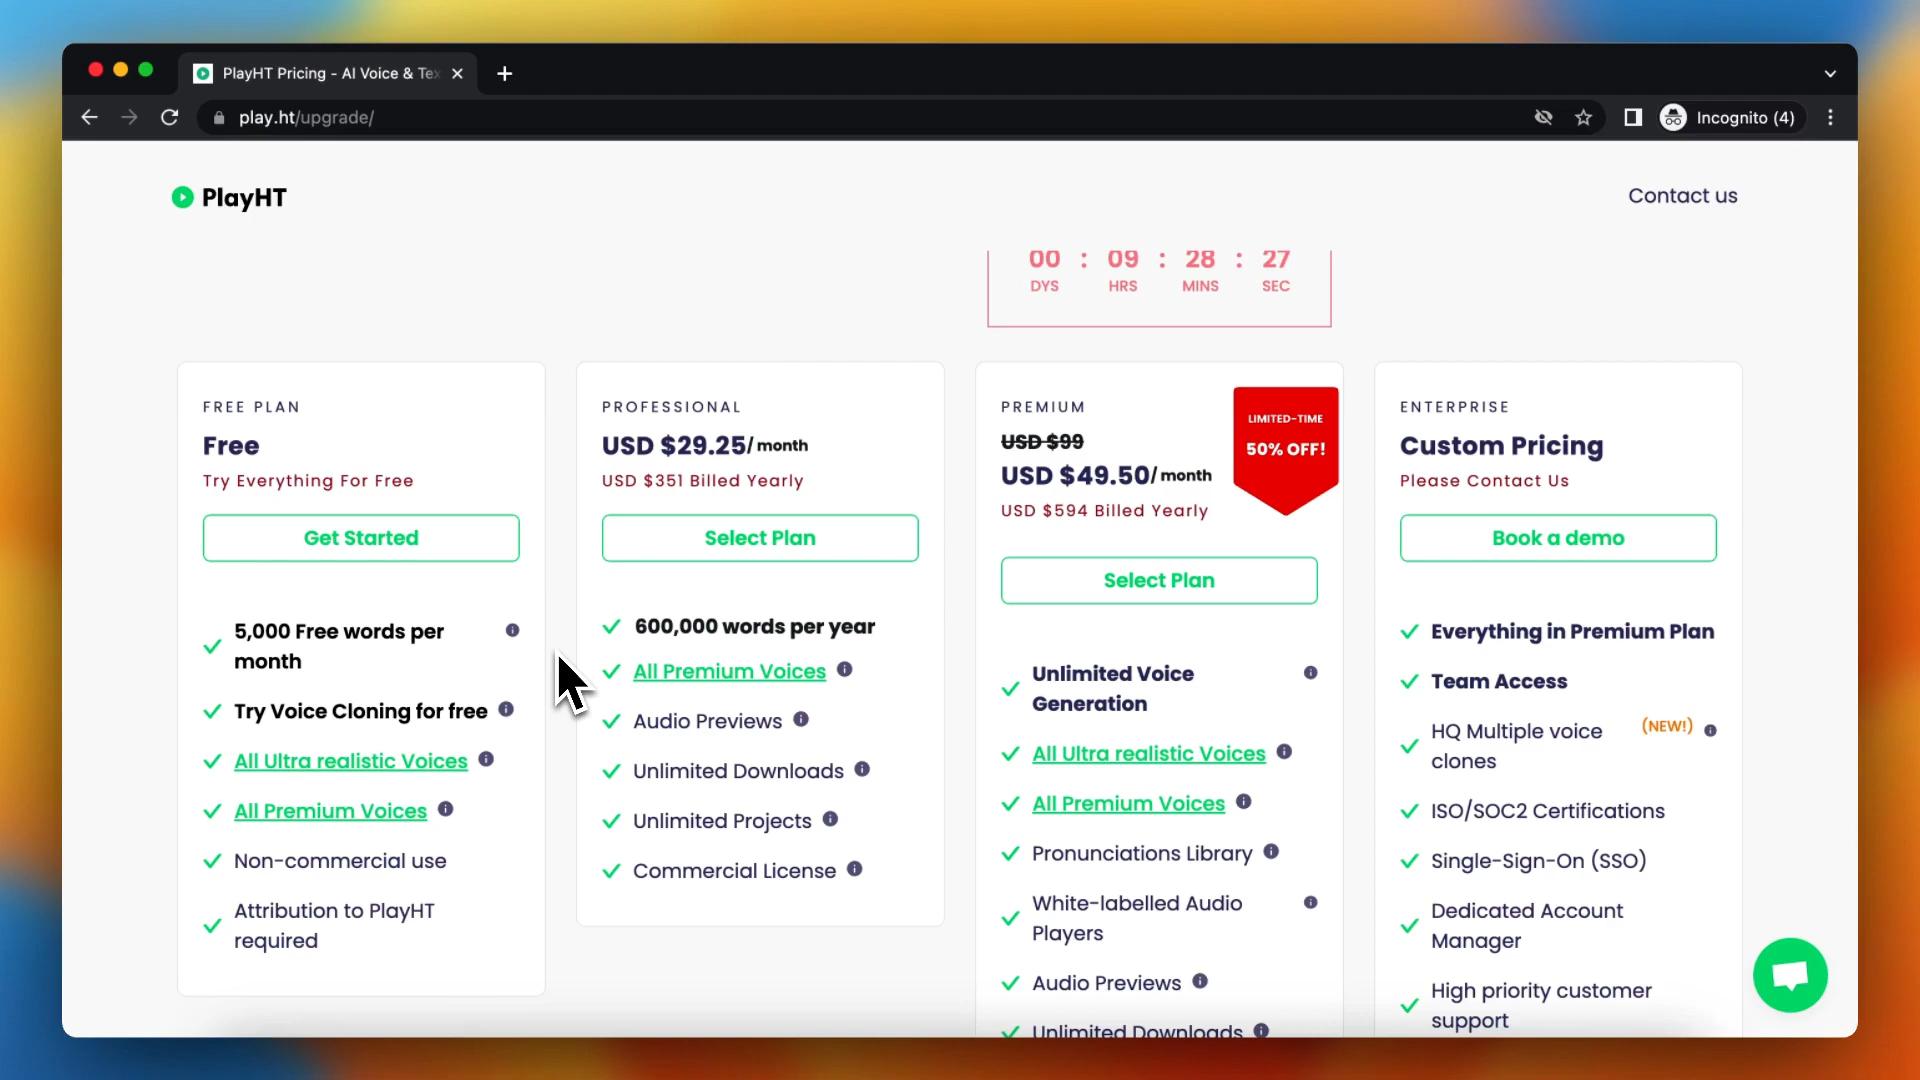 PlayHT Pricing - AI Voice & Tex
play.ht/upgrade/
Incognito (4)
PlayHT
Contact us
00 : 09 : 28 : 27
DYS HRS MINS SEC
FREE PLAN
Free
Try Everything For Free
Get Started
5,000 Free words per
month
Try Voice Cloning for free
All Ultra realistic Voices
All Premium Voices
Non-commercial use
Attribution to PlayHT
required
PROFESSIONAL
USD $29.25/ month
USD $351 Billed Yearly
Select Plan
600,000 words per year
All Premium Voices
Audio Previews
Unlimited Downloads
Unlimited Projects
Commercial License
PREMIUM
USD $99
USD $49.50/ month
USD $594 Billed Yearly
LIMITED-TIME
50% OFF!
Select Plan
Unlimited Voice
Generation
All Ultra realistic Voices
All Premium Voices
Pronunciations Library
White-labelled Audio
Players
Audio Previews
Unlimited Downloads
ENTERPRISE
Custom Pricing
Please Contact Us
Book a demo
Everything in Premium Plan
Team Access
HQ Multiple voice (NEW!)
clones
ISO/SOC2 Certifications
Single-Sign-On (SSO)
Dedicated Account
Manager
High priority customer
support